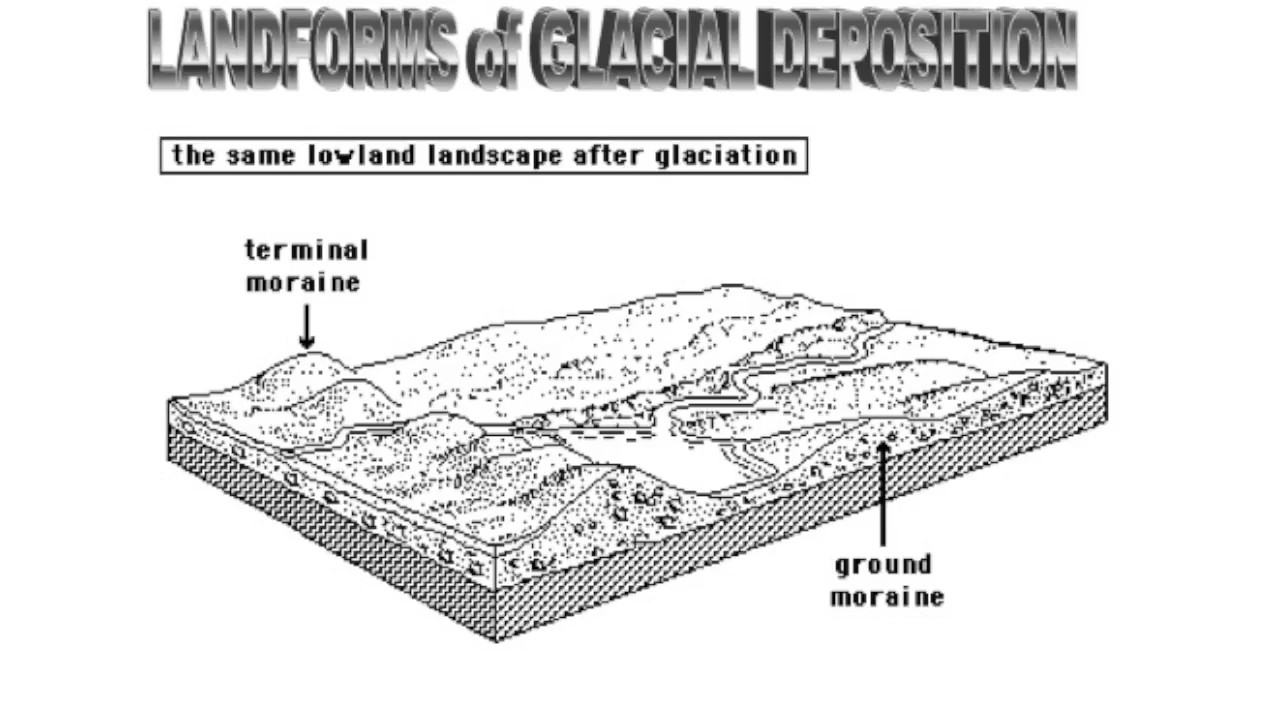 LANDFORMS of GLACIAL DEPOSITION
the same lowland landscape after glaciation
terminal
moraine
ground
moraine